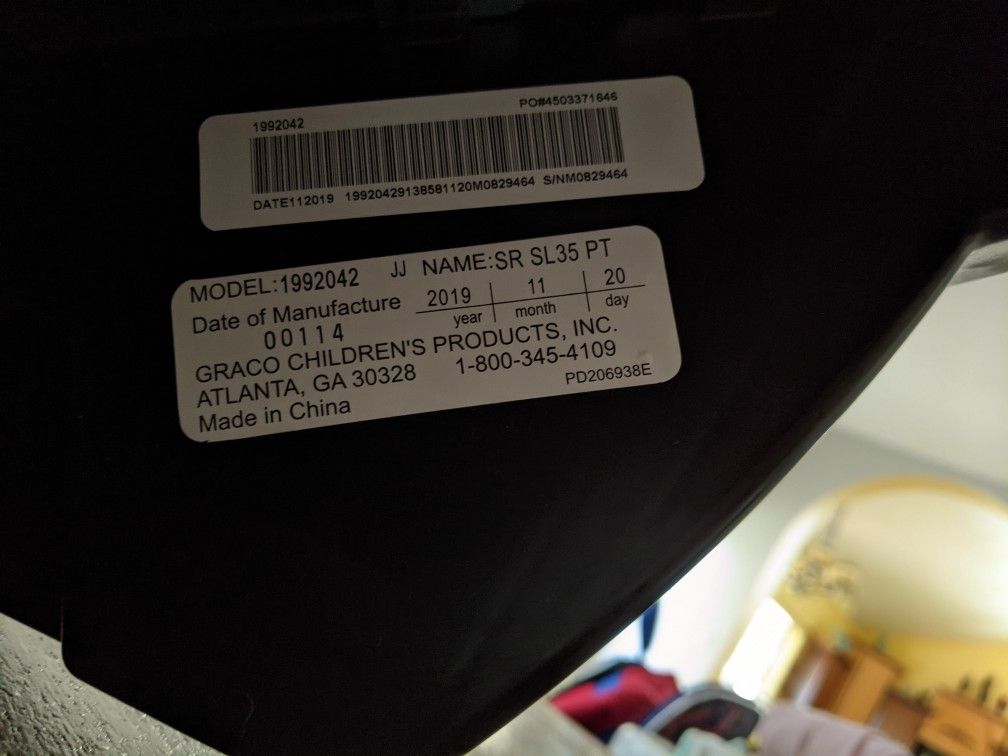 1992042 PO#4503371646
DATE112019 19920429138581120M0829464 S/NM0829464
MODEL:1992042 JJ NAME:SR SL35 PT
Date of Manufacture 2019 11 20
00114 year month day
GRACO CHILDREN'S PRODUCTS, INC.
ATLANTA, GA 30328 1-800-345-4109
Made in China PD206938E